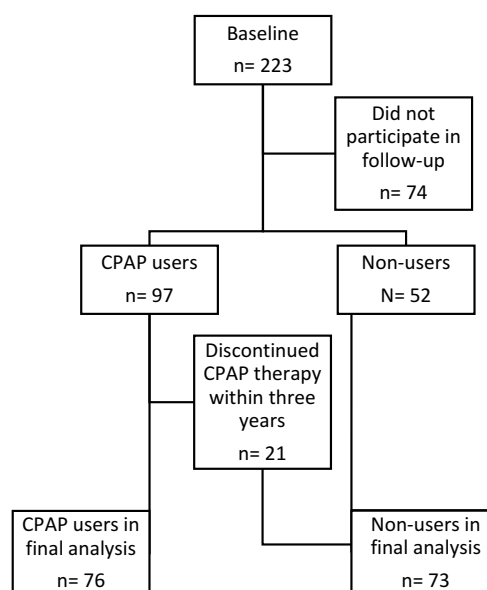 Baseline
n= 223
Did not
participate in
follow-up
n= 74
CPAP users
n= 97
Non-users
N= 52
Discontinued
CPAP therapy
within three
years
n= 21
CPAP users in
final analysis
n= 76
Non-users in
final analysis
n= 73